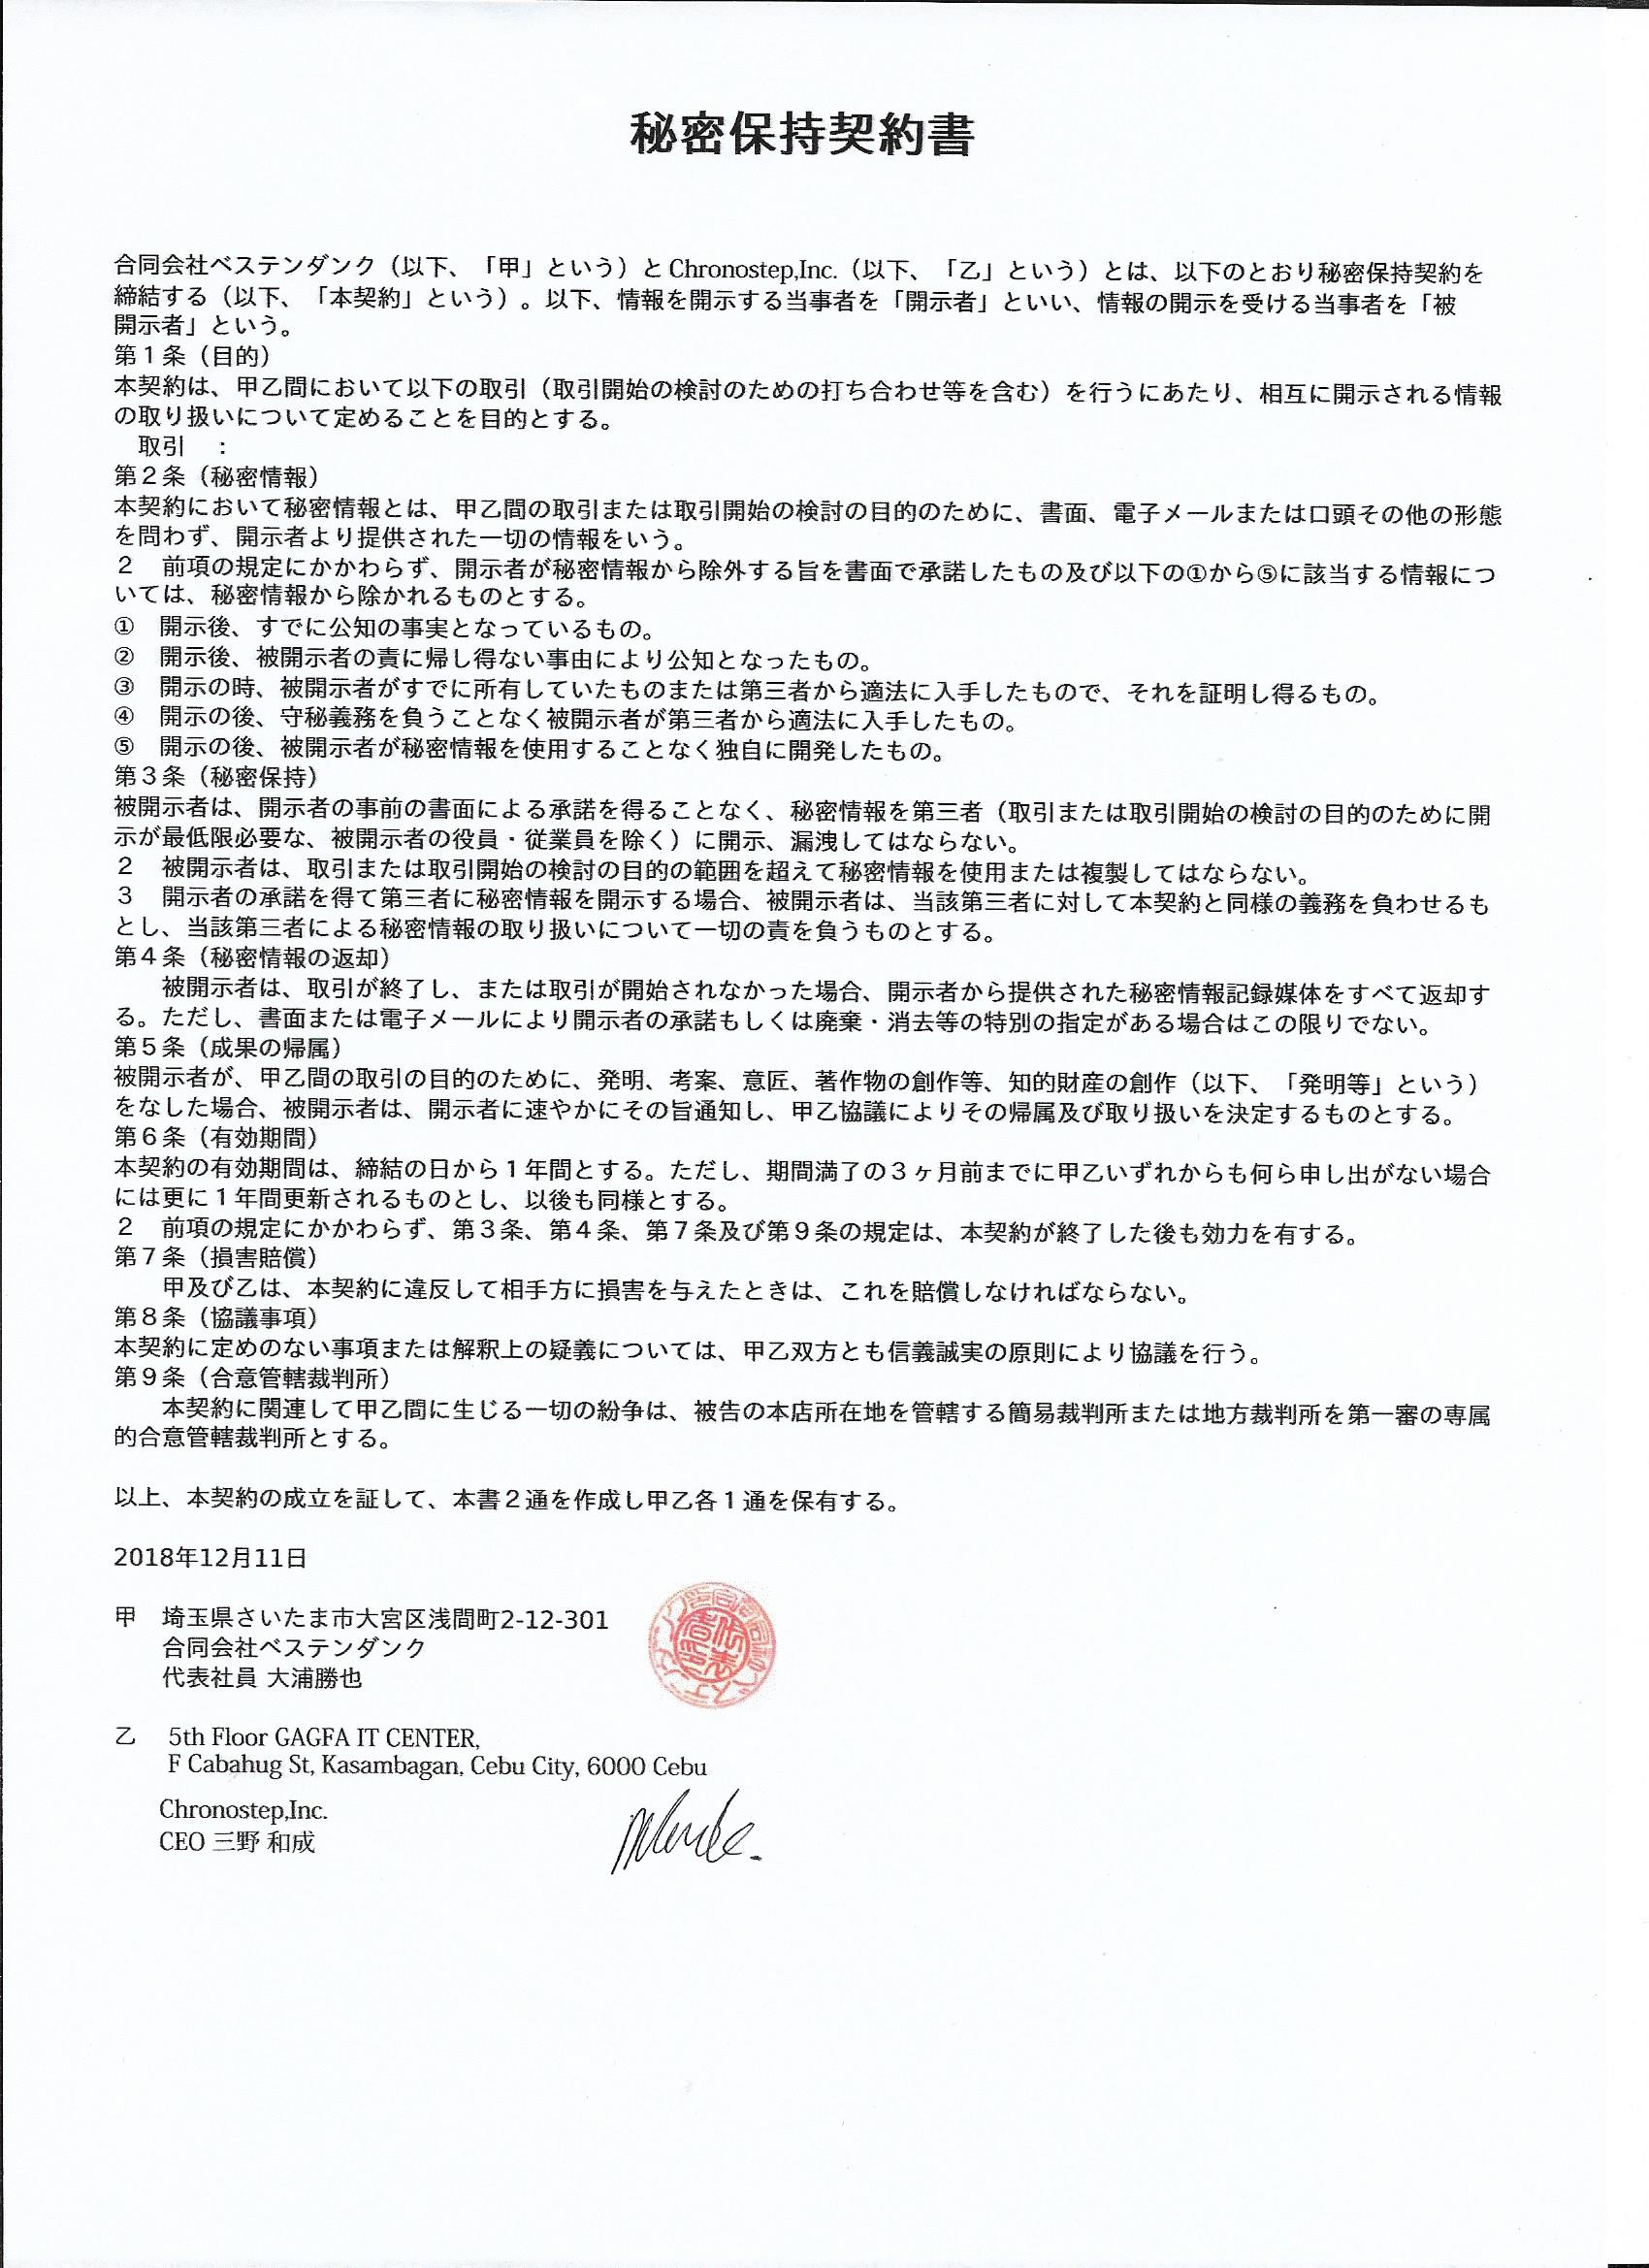 秘密保持契約書
合同会社ベステンダンク（以下、「甲」という）と Chronostep,Inc.（以下、「乙」という）とは、以下のとおり秘密保持契約を
締結する（以下、「本契約」という）。以下、情報を開示する当事者を「開示者」といい、情報の開示を受ける当事者を「被
開示者」という。
第１条（目的）
本契約は、甲乙間において以下の取引（取引開始の検討のための打ち合わせ等を含む）を行うにあたり、相互に開示される情報
の取り扱いについて定めることを目的とする。
　取引　：
第２条（秘密情報）
本契約において秘密情報とは、甲乙間の取引または取引開始の検討の目的のために、書面、電子メールまたは口頭その他の形態
を問わず、開示者より提供された一切の情報をいう。
２　前項の規定にかかわらず、開示者が秘密情報から除外する旨を書面で承諾したもの及び以下の①から⑤に該当する情報につ
いては、秘密情報から除かれるものとする。
①　開示後、すでに公知の事実となっているもの。
②　開示後、被開示者の責に帰し得ない事由により公知となったもの。
③　開示の時、被開示者がすでに所有していたものまたは第三者から適法に入手したもので、それを証明し得るもの。
④　開示の後、守秘義務を負うことなく被開示者が第三者から適法に入手したもの。
⑤　開示の後、被開示者が秘密情報を使用することなく独自に開発したもの。
第３条（秘密保持）
被開示者は、開示者の事前の書面による承諾を得ることなく、秘密情報を第三者（取引または取引開始の検討の目的のために開
示が最低限必要な、被開示者の役員・従業員を除く）に開示、漏洩してはならない。
２　被開示者は、取引または取引開始の検討の目的の範囲を超えて秘密情報を使用または複製してはならない。
３　開示者の承諾を得て第三者に秘密情報を開示する場合、被開示者は、当該第三者に対して本契約と同様の義務を負わせるも
とし、当該第三者による秘密情報の取り扱いについて一切の責を負うものとする。
第４条（秘密情報の返却）
　　被開示者は、取引が終了し、または取引が開始されなかった場合、開示者から提供された秘密情報記録媒体をすべて返却す
る。ただし、書面または電子メールにより開示者の承諾もしくは廃棄・消去等の特別の指定がある場合はこの限りでない。
第５条（成果の帰属）
被開示者が、甲乙間の取引の目的のために、発明、考案、意匠、著作物の創作等、知的財産の創作（以下、「発明等」という）
をなした場合、被開示者は、開示者に速やかにその旨通知し、甲乙協議によりその帰属及び取り扱いを決定するものとする。
第６条（有効期間）
本契約の有効期間は、締結の日から１年間とする。ただし、期間満了の３ヶ月前までに甲乙いずれからも何ら申し出がない場合
には更に１年間更新されるものとし、以後も同様とする。
２　前項の規定にかかわらず、第３条、第４条、第７条及び第９条の規定は、本契約が終了した後も効力を有する。
第７条（損害賠償）
　　甲及び乙は、本契約に違反して相手方に損害を与えたときは、これを賠償しなければならない。
第８条（協議事項）
本契約に定めのない事項または解釈上の疑義については、甲乙双方とも信義誠実の原則により協議を行う。
第９条（合意管轄裁判所）
　　本契約に関連して甲乙間に生じる一切の紛争は、被告の本店所在地を管轄する簡易裁判所または地方裁判所を第一審の専属
的合意管轄裁判所とする。
以上、本契約の成立を証して、本書２通を作成し甲乙各１通を保有する。
2018年12月11日
甲　埼玉県さいたま市大宮区浅間町2-12-301
合同会社ベステンダンク
代表社員 大浦勝也
乙　5th Floor GAGFA IT CENTER,
F Cabahug St, Kasambagan, Cebu City, 6000 Cebu
Chronostep,Inc.
CEO 三野 和成